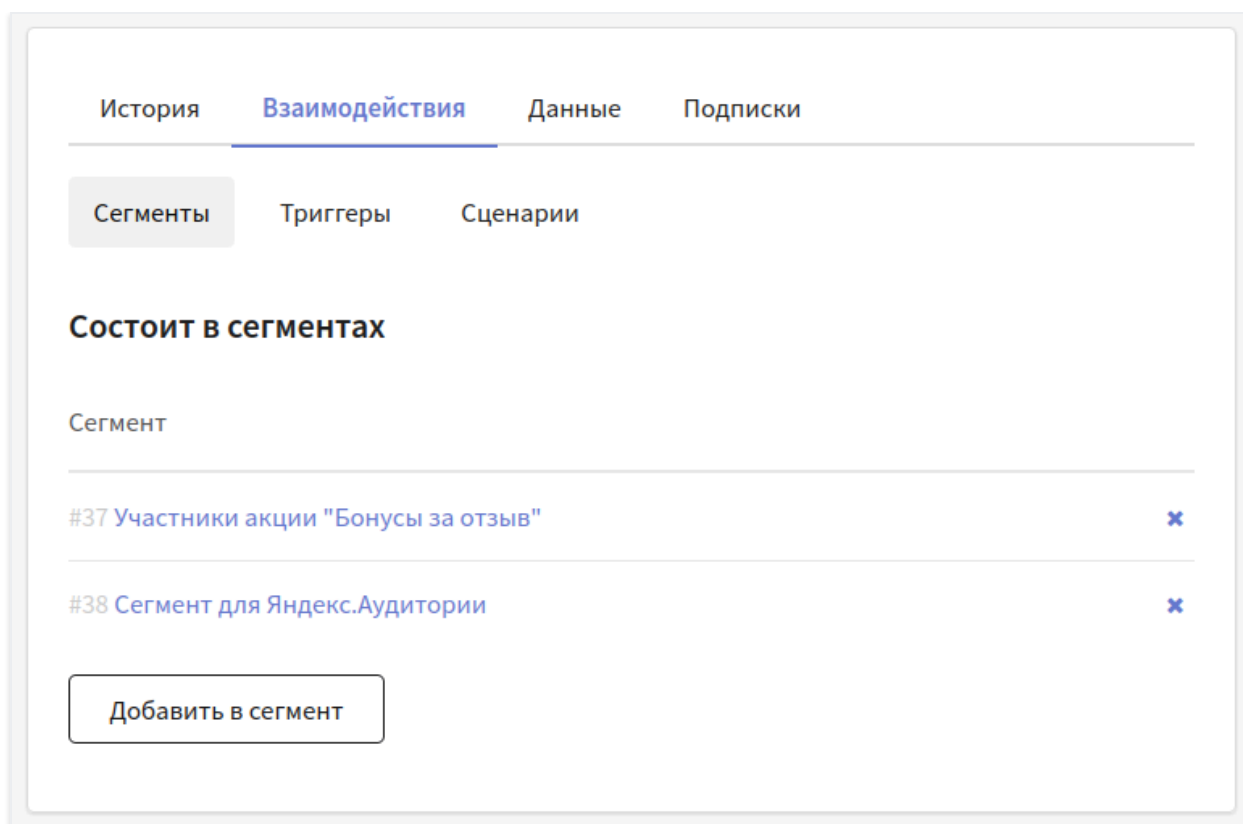 История Взаимодействия Данные Подписки
Сегменты Триггеры Сценарии
Состоит в сегментах
Сегмент
#37 Участники акции "Бонусы за отзыв" ✖
#38 Сегмент для Яндекс.Аудитории ✖
Добавить в сегмент